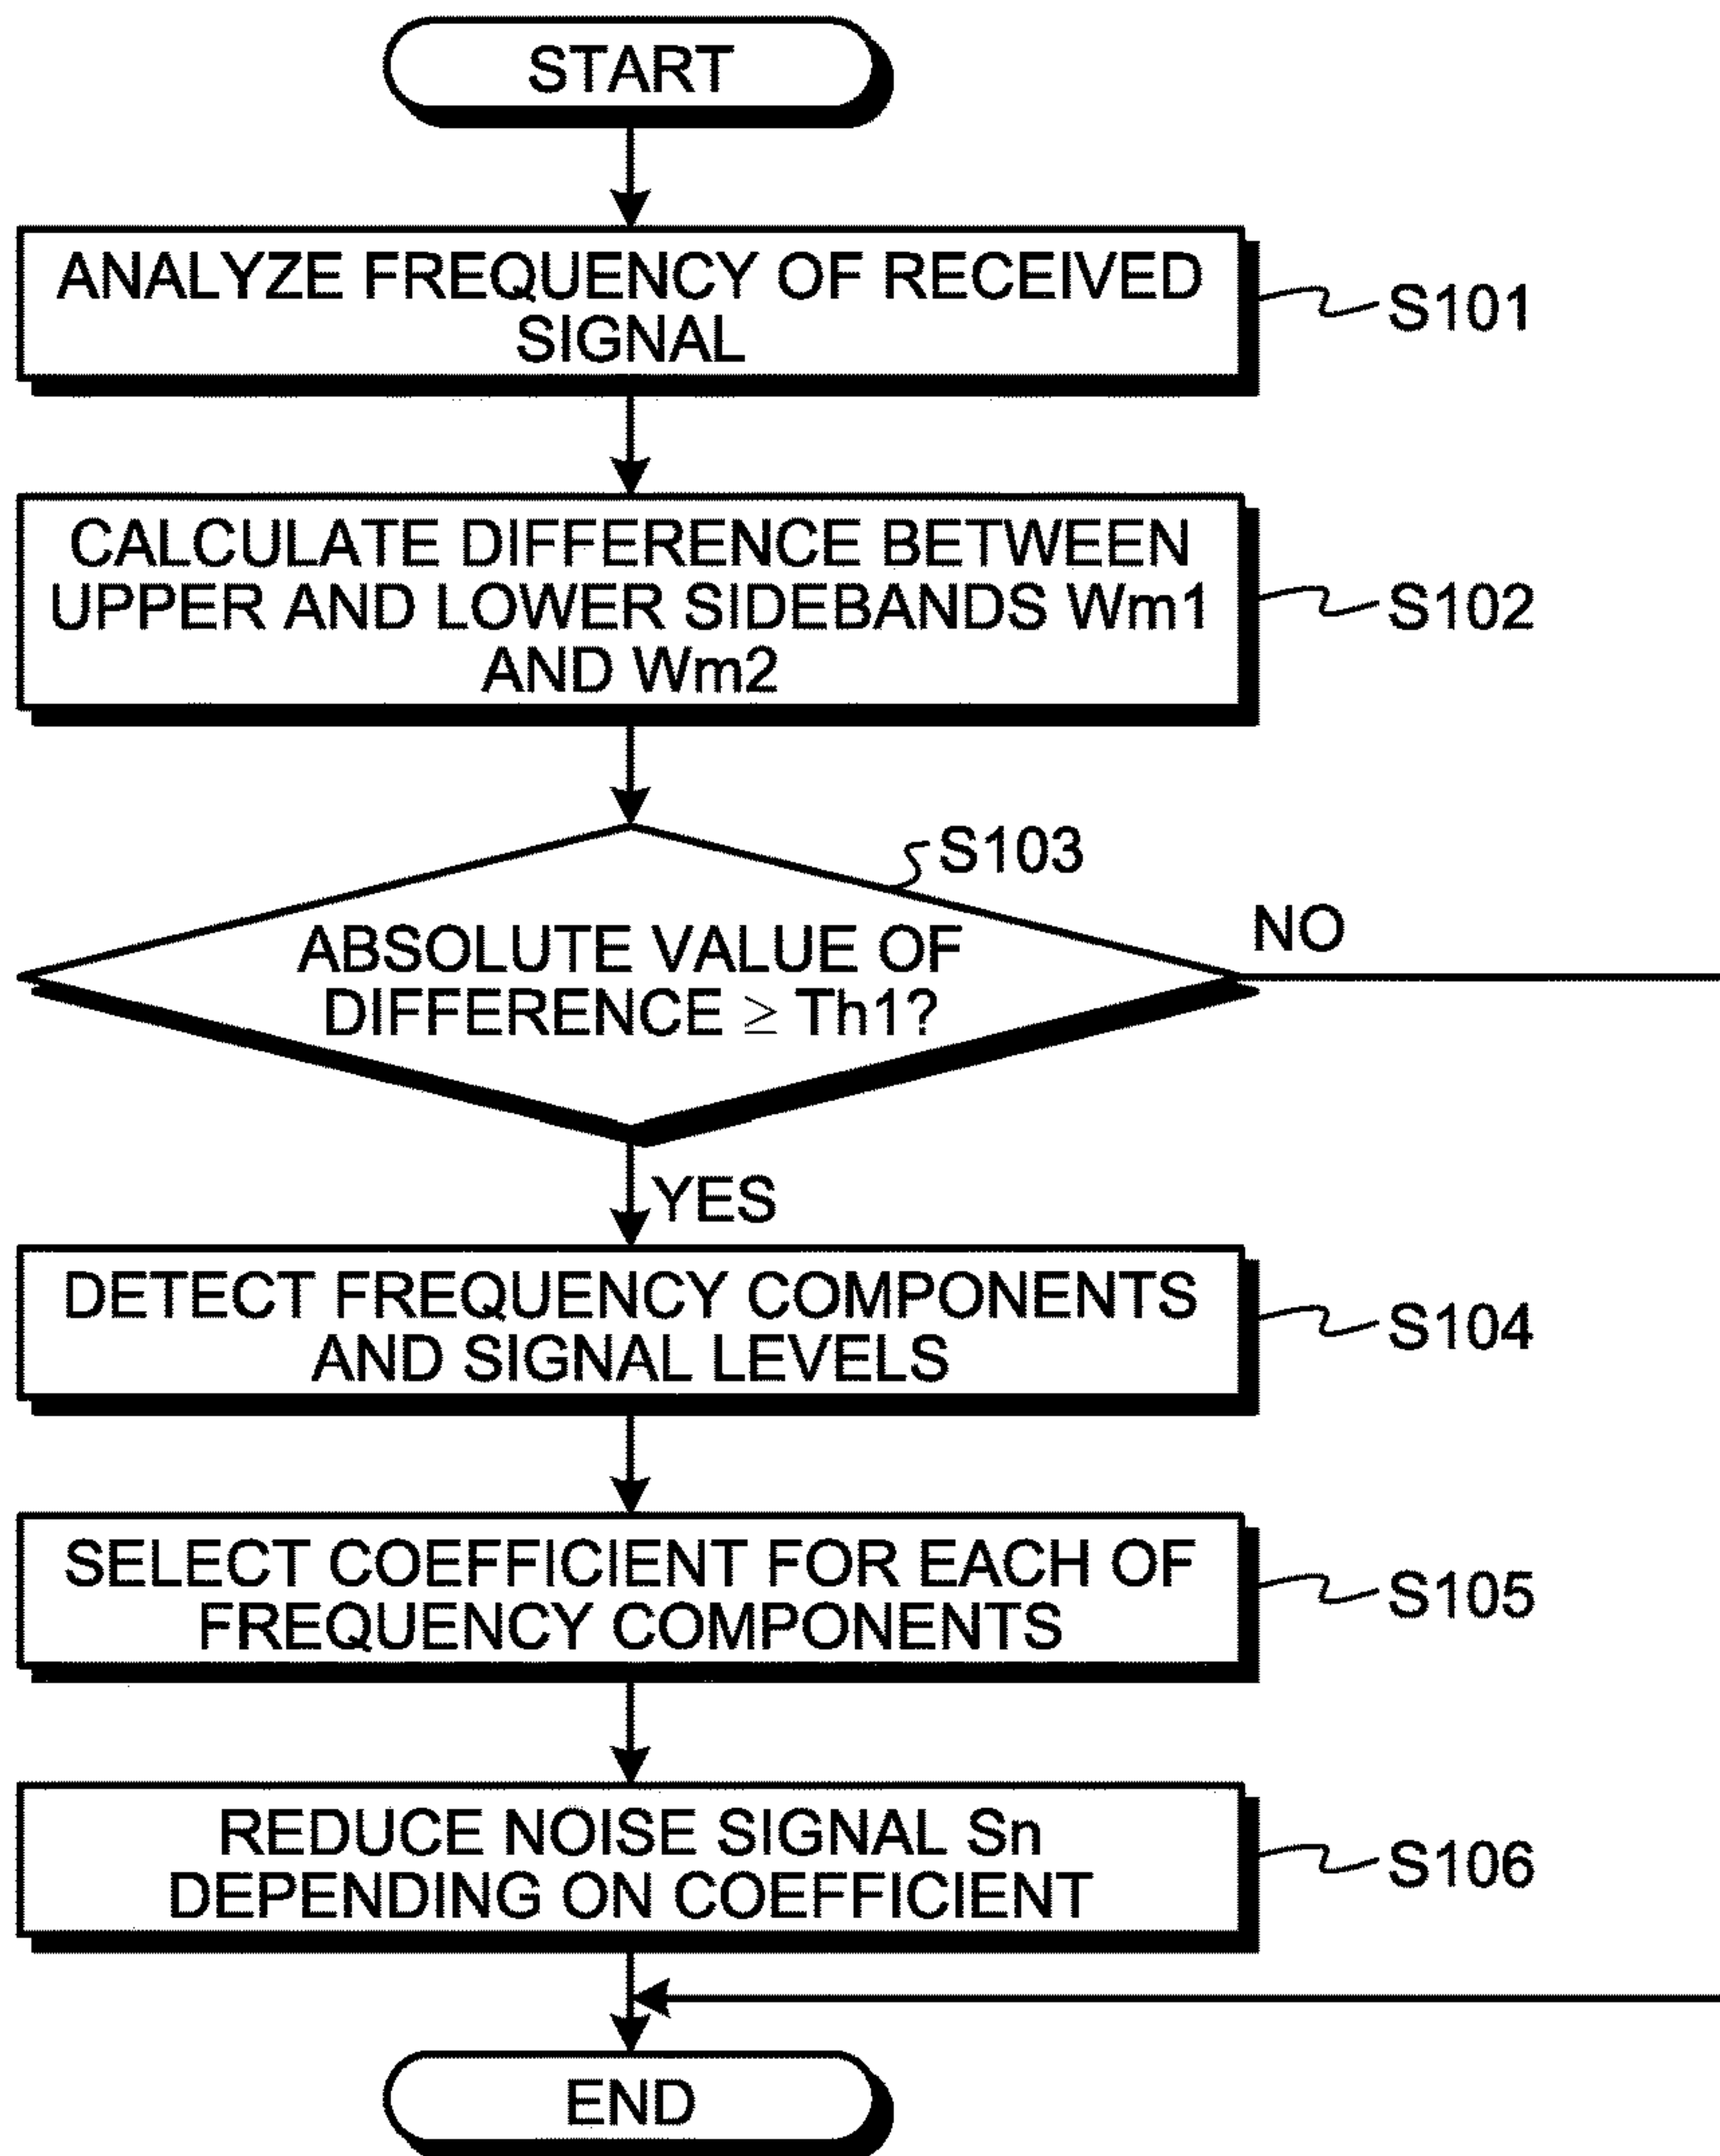 START
ANALYZE FREQUENCY OF RECEIVED
SIGNAL
S101
CALCULATE DIFFERENCE BETWEEN
UPPER AND LOWER SIDEBANDS Wm1
AND Wm2
S102
S103
ABSOLUTE VALUE OF
DIFFERENCE ≥ Th1?
NO
YES
DETECT FREQUENCY COMPONENTS
AND SIGNAL LEVELS
S104
SELECT COEFFICIENT FOR EACH OF
FREQUENCY COMPONENTS
S105
REDUCE NOISE SIGNAL Sn
DEPENDING ON COEFFICIENT
S106
END